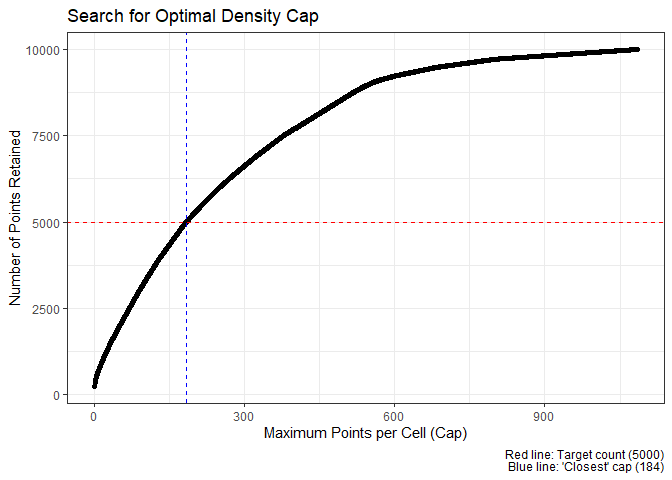 Search for Optimal Density Cap
10000
7500
5000
2500
0
Number of Points Retained
0 300 600 900
Maximum Points per Cell (Cap)
Red line: Target count (5000)
Blue line: 'Closest' cap (184)